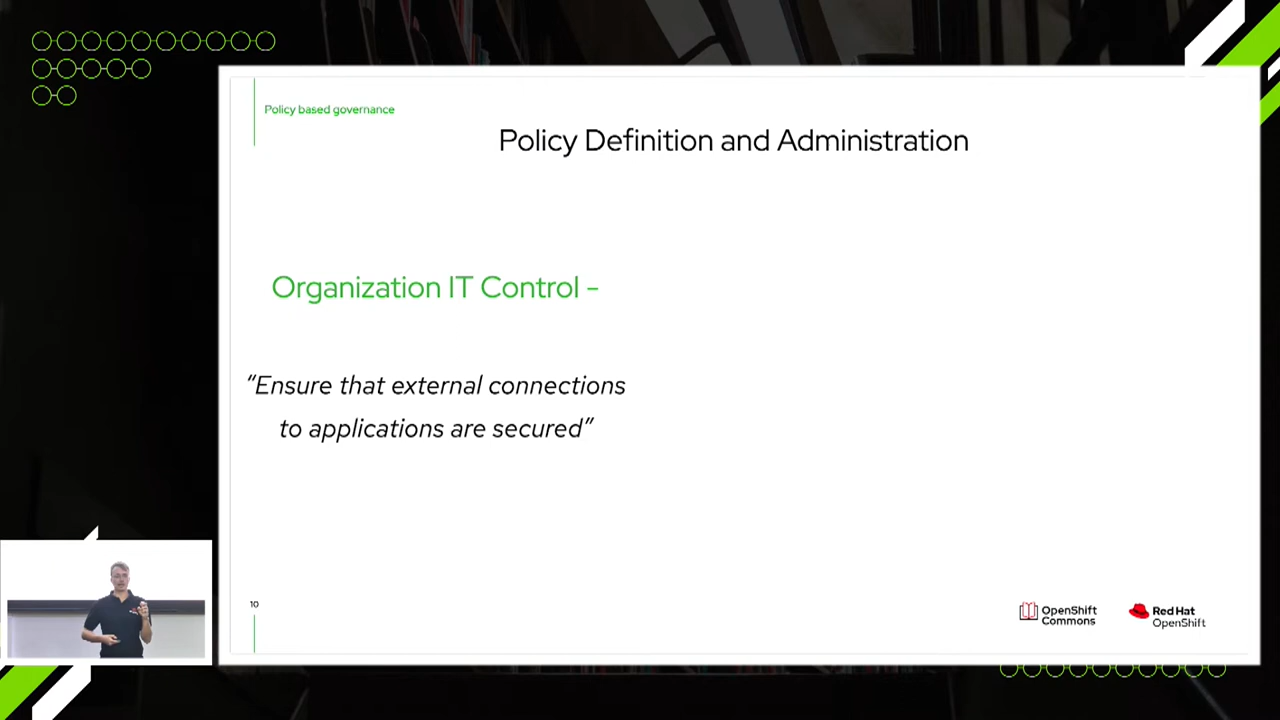 Policy based governance
Policy Definition and Administration
Organization IT Control -
"Ensure that external connections
to applications are secured"
10
OpenShift
Commons
Red Hat
OpenShift